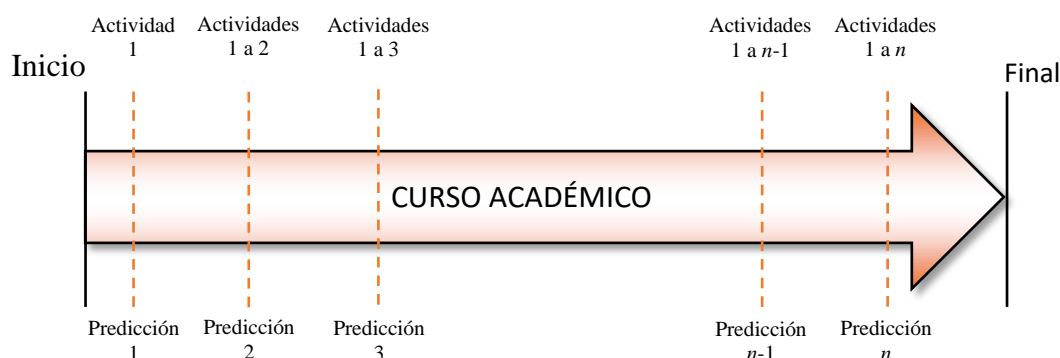 Actividad
1
Actividades
1 a 2
Actividades
1 a 3
Actividades
1 a n-1
Actividades
1 a n
Inicio
Final
CURSO ACADÉMICO
Predicción
1
Predicción
2
Predicción
3
Predicción
n-1
Predicción
n